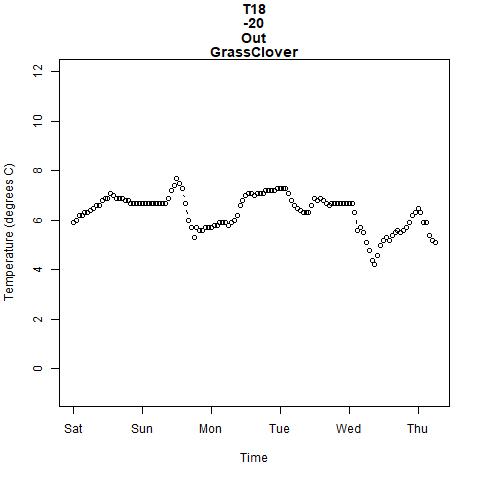 T18
-20
Out
GrassClover
Temperature (degrees C)
12
10
8
6
4
2
0
Sat Sun Mon Tue Wed Thu
Time